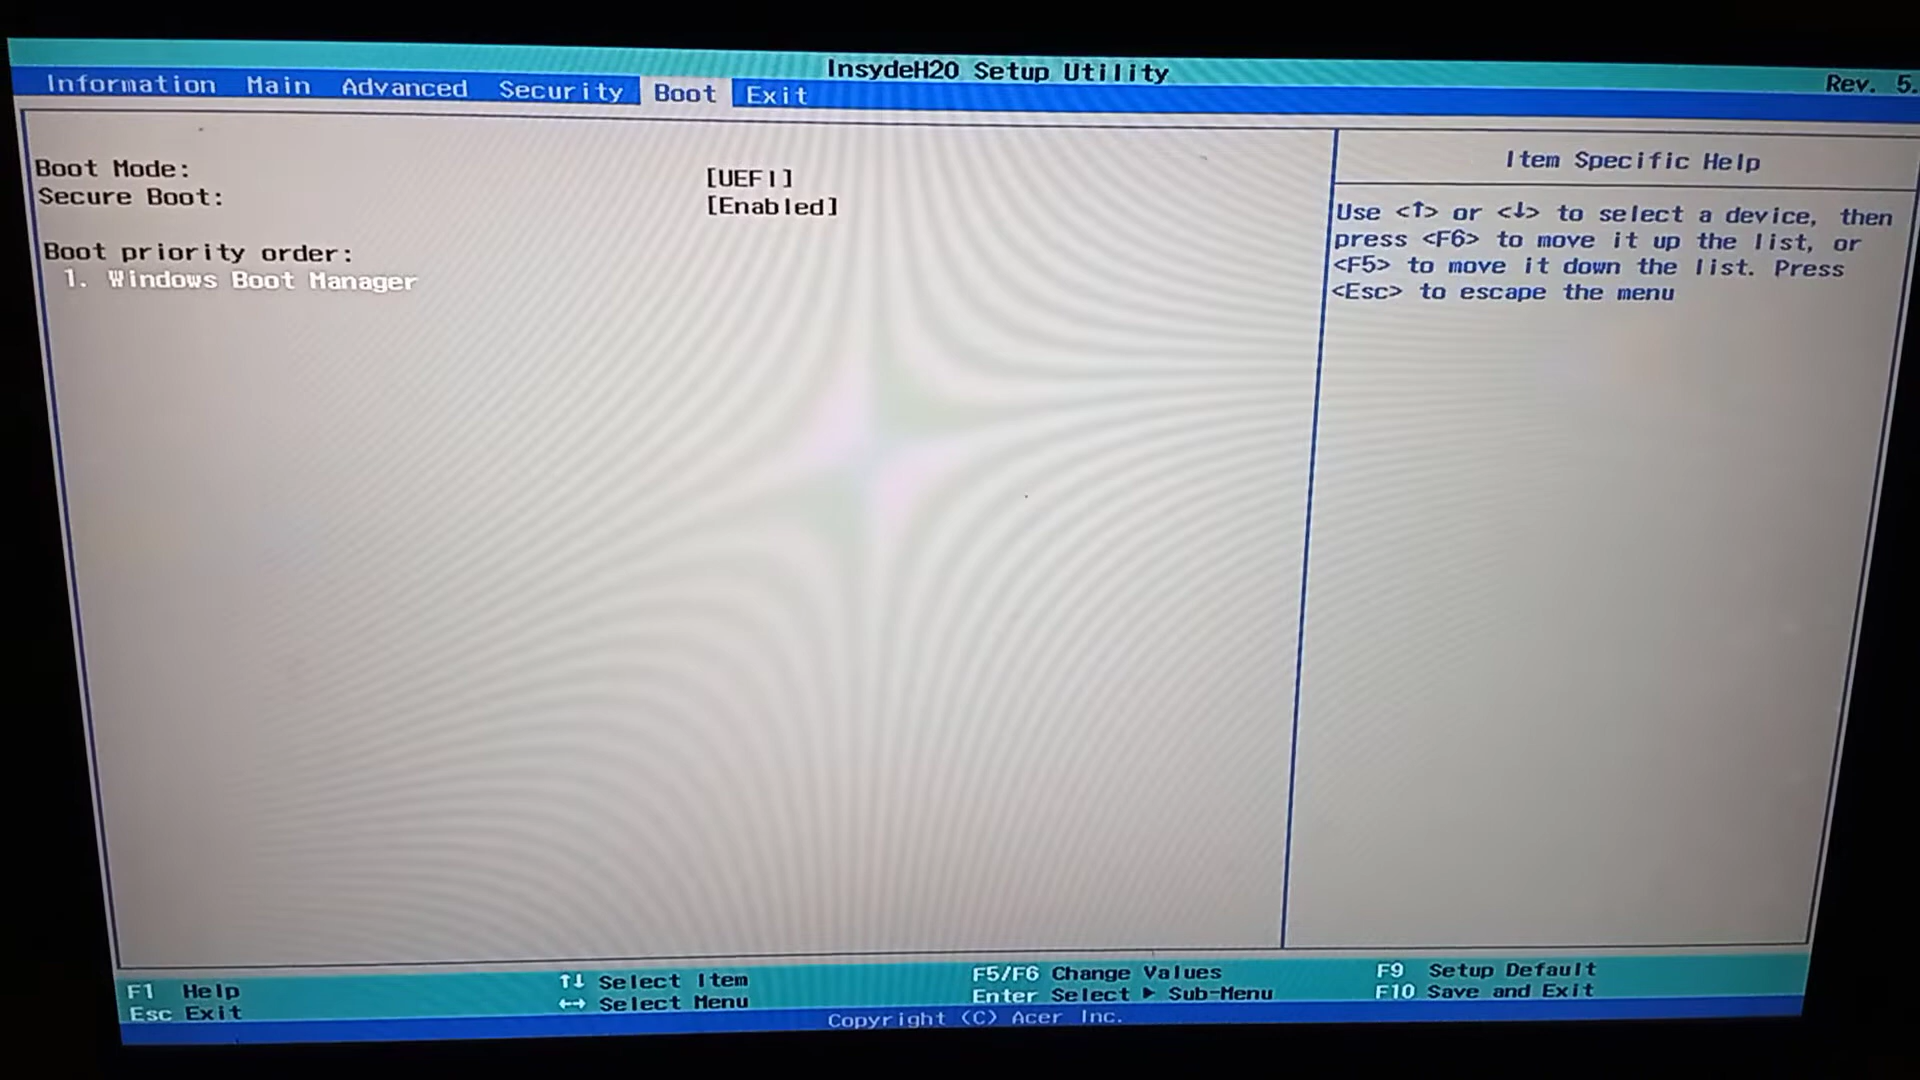 InsydeH20 Setup Utility
Rev. 5.
Information Main Advanced Security Boot Exit
Boot Mode: [UEFI]
Secure Boot: [Enabled]
Boot priority order:
1. Windows Boot Manager
Item Specific Help
Use <↑> or <↓> to select a device, then
press <F6> to move it up the list, or
<F5> to move it down the list. Press
<Esc> to escape the menu
F1 Help ↑↓ Select Item F5/F6 Change Values F9 Setup Default
Esc Exit ←→ Select Menu Enter Select ▶ Sub-Menu F10 Save and Exit
Copyright (C) Acer Inc.